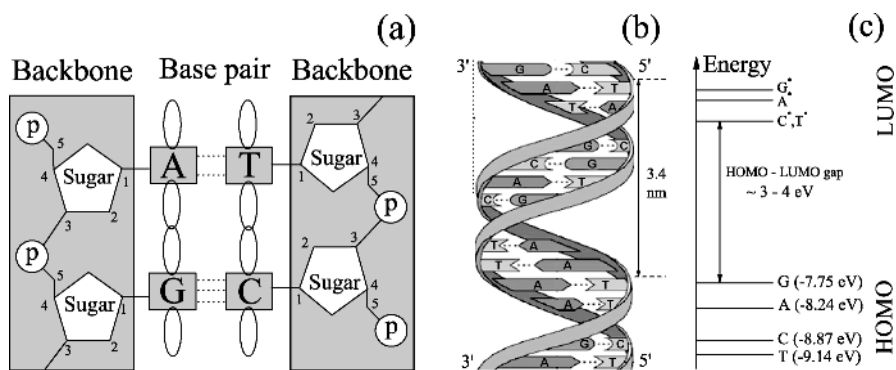 (a)
Backbone Base pair Backbone
p
5
4 Sugar 1
3 2
A T
2 3
1 Sugar 4
5
p
p
5
4 Sugar 1
3 2
G C
2 3
1 Sugar 4
5
p
(b)
3' 5'
G C
A T
T A
G C
C G
A T
C G
T A
T A
A T
A T
G C
A T
3' 5'
3.4
nm
(c)
Energy
G*
A*
C*,T*
LUMO
HOMO - LUMO gap
~ 3 - 4 eV
G (-7.75 eV)
A (-8.24 eV)
C (-8.87 eV)
T (-9.14 eV)
HOMO